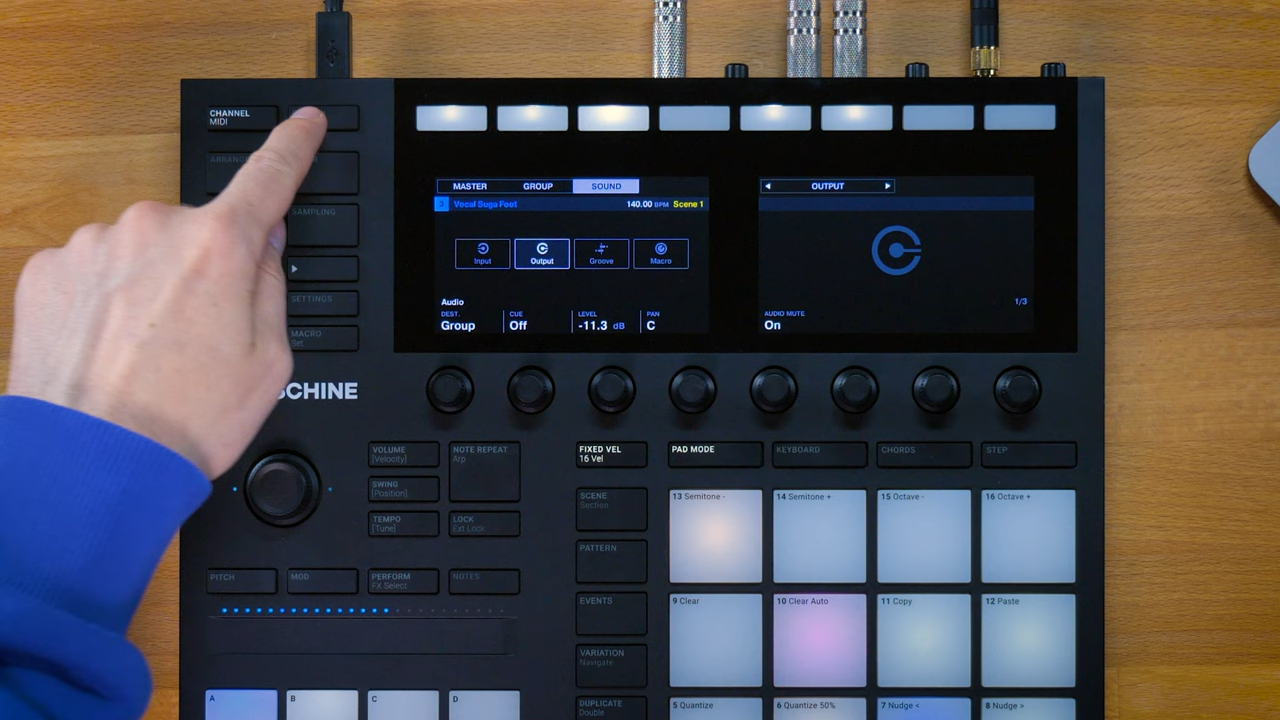 CHANNEL
MIDI
SAMPLING
SETTINGS
MACRO
Set
MASTER GROUP SOUND
3 Vocal Suga Foot 140.00 BPM Scene 1
Input Output Groove Macro
Audio
DEST. CUE LEVEL PAN
Group Off -11.3 dB C
OUTPUT
1/3
AUDIO MUTE
On
VOLUME
[Velocity]
NOTE REPEAT
Arp
SWING
[Position]
TEMPO
[Tune]
LOCK
Ext Lock
PITCH MOD
PERFORM
FX Select
NOTES
A B C D
FIXED VEL
16 Vel
PAD MODE KEYBOARD CHORDS STEP
SCENE
Section
PATTERN
EVENTS
VARIATION
Navigate
DUPLICATE
Double
13 Semitone - 14 Semitone + 15 Octave - 16 Octave +
9 Clear 10 Clear Auto 11 Copy 12 Paste
5 Quantize 6 Quantize 50% 7 Nudge < 8 Nudge >